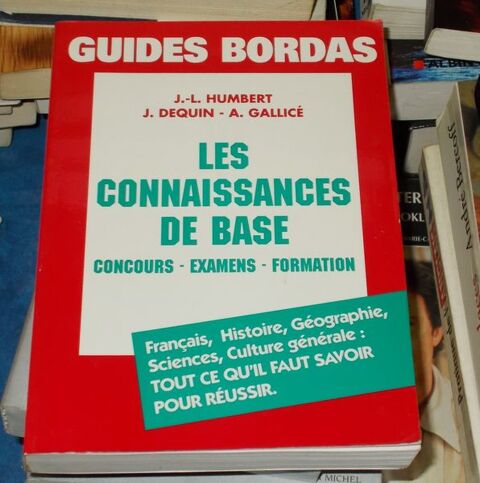 GUIDES BORDAS
J.-L. HUMBERT
J. DEQUIN - A. GALLICÉ
LES
CONNAISSANCES
DE BASE
CONCOURS - EXAMENS - FORMATION
Français, Histoire, Géographie,
Sciences, Culture générale :
TOUT CE QU'IL FAUT SAVOIR
POUR RÉUSSIR.
ALBIN
André Bercoff
MICHEL